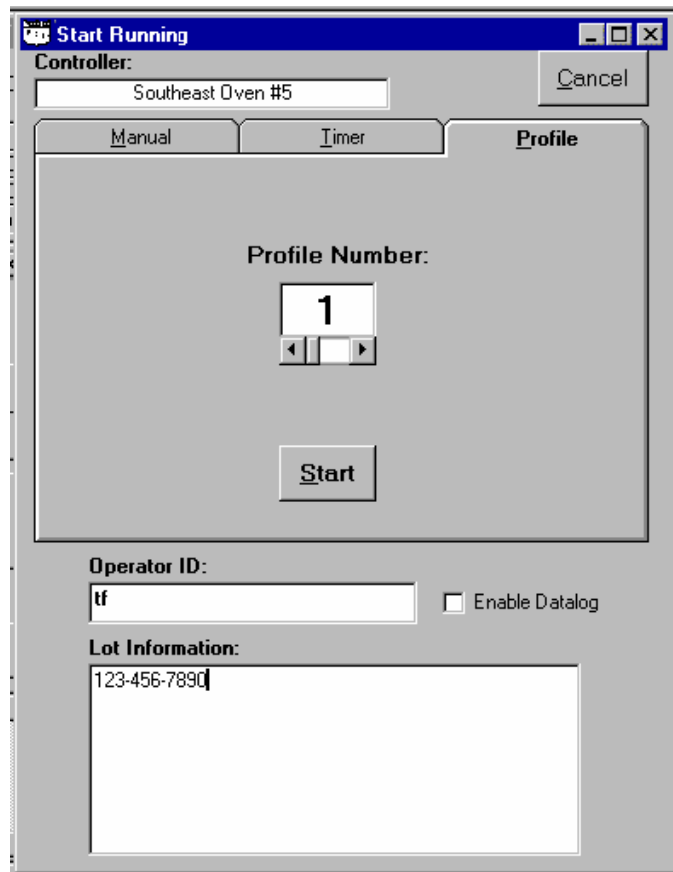 Start Running
Controller:
Cancel
Southeast Oven #5
Manual Timer Profile
Profile Number:
1
Start
Operator ID:
tf
Enable Datalog
Lot Information:
123-456-7890